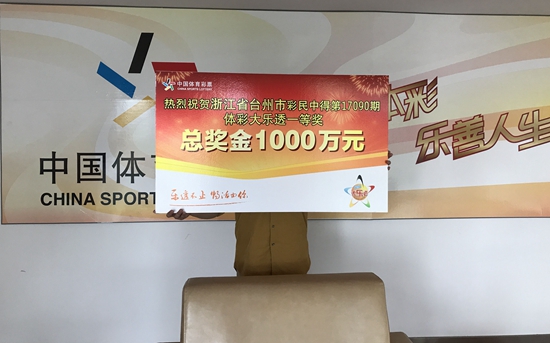 中国体育彩票
CHINA SPORTS LOTTERY
热烈祝贺浙江省台州市彩民中得第17090期
体彩大乐透一等奖
总奖金1000万元
中国体
CHINA SPORT
体彩
乐善人生